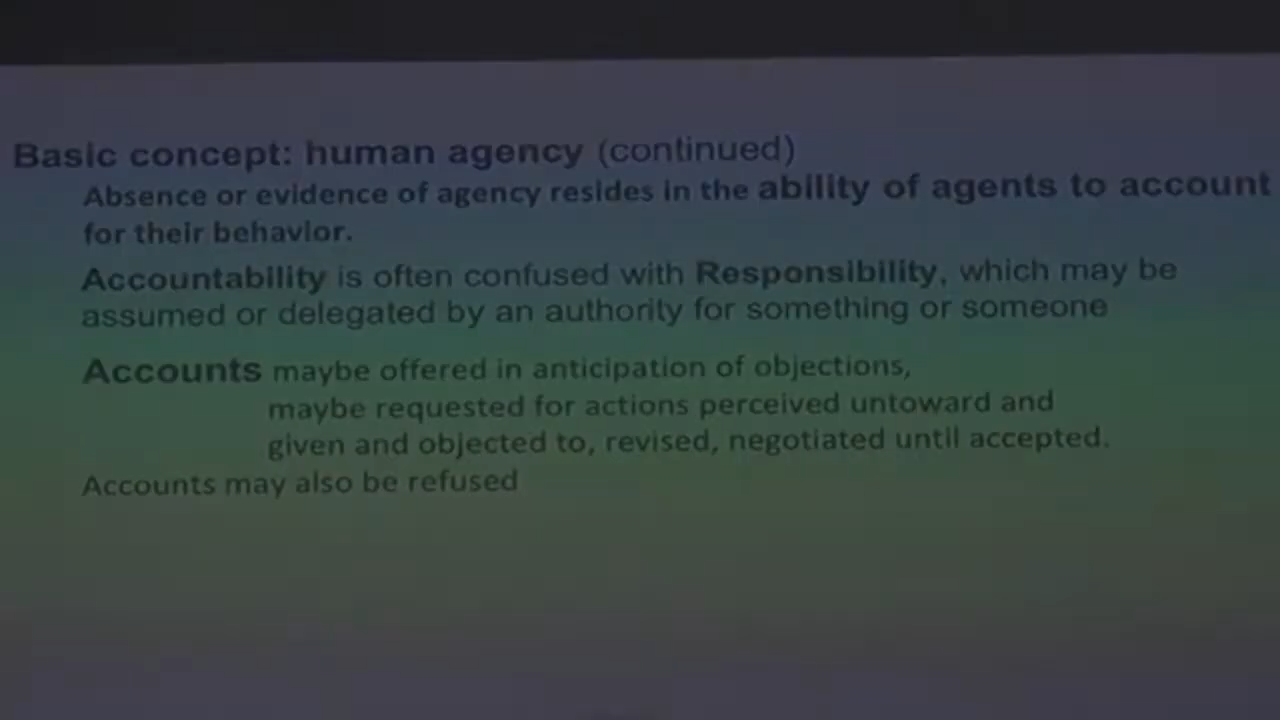 Basic concept: human agency (continued)
Absence or evidence of agency resides in the ability of agents to account
for their behavior.
Accountability is often confused with Responsibility, which may be
assumed or delegated by an authority for something or someone
Accounts maybe offered in anticipation of objections,
maybe requested for actions perceived untoward and
given and objected to, revised, negotiated until accepted.
Accounts may also be refused